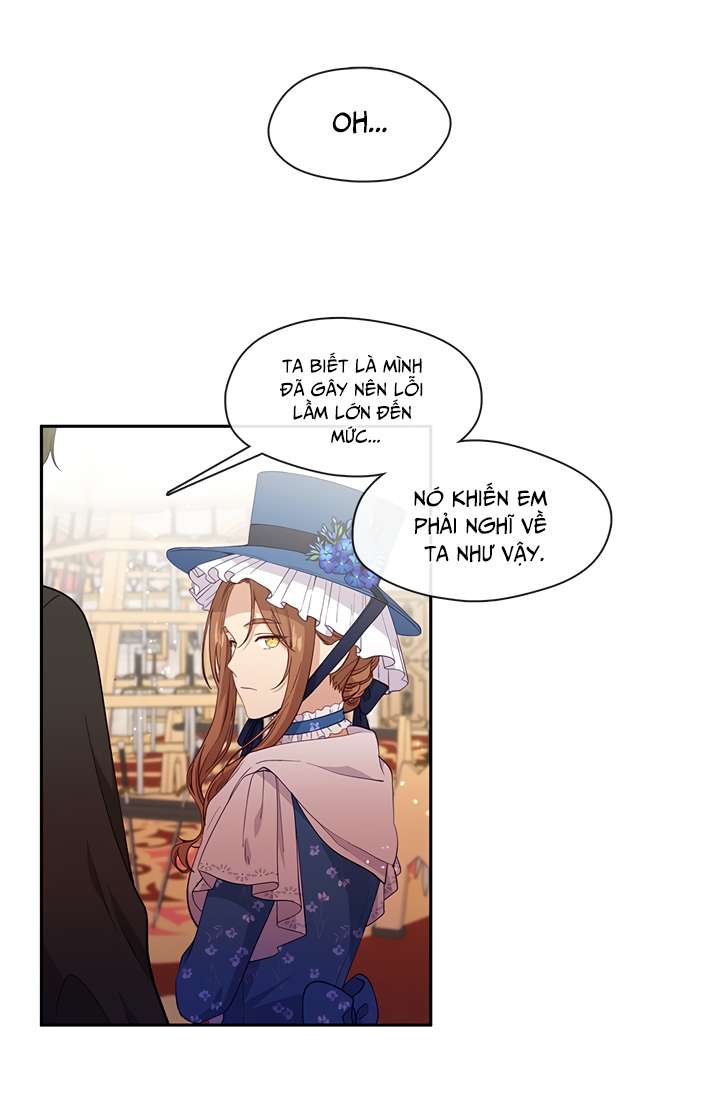 OH...
TA BIẾT LÀ MÌNH
ĐÃ GÂY NÊN LỖI
LẦM LỚN ĐẾN
MỨC...
NÓ KHIẾN EM
PHẢI NGHĨ VỀ
TA NHƯ VẬY.